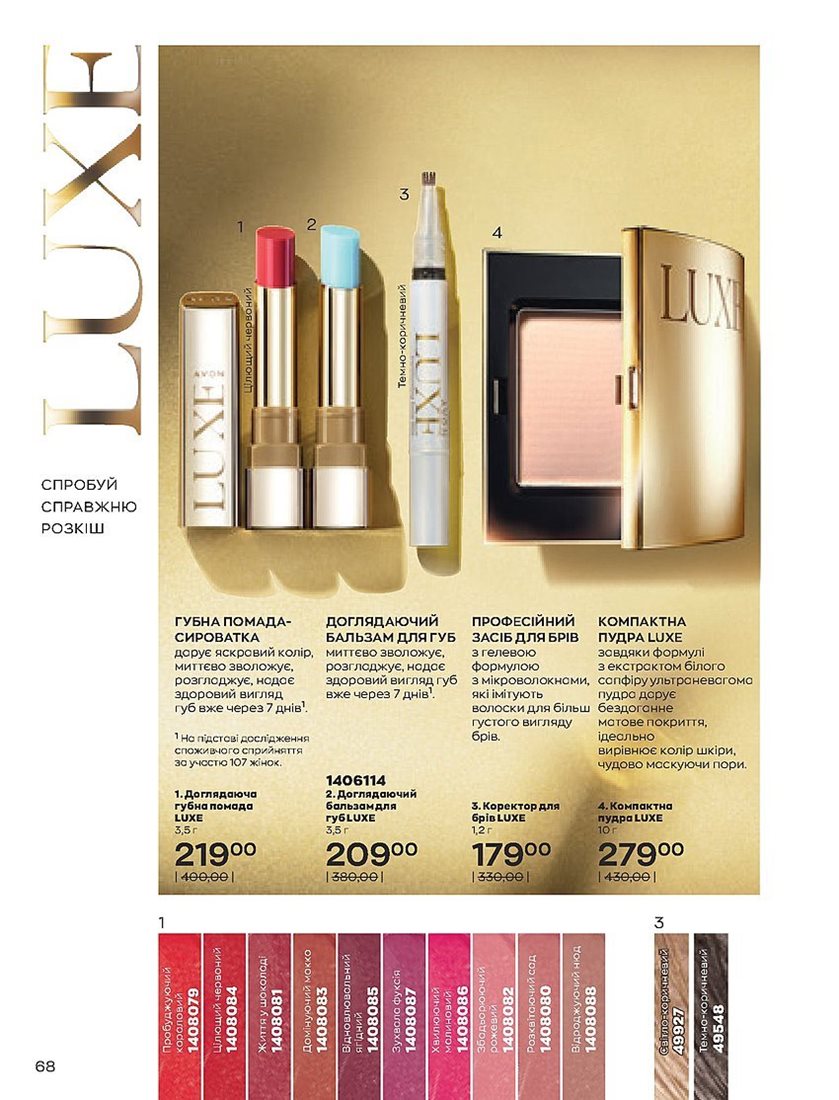 LUXE
СПРОБУЙ
СПРАВЖНЮ
РОЗКІШ
1
2
3
4
Цілющий червоний
Темно-коричневий
AVON
LUXE
LUXE
LUXE
ГУБНА ПОМАДА-
СИРОВАТКА
дарує яскравий колір,
миттєво зволожує,
розгладжує, надає
здоровий вигляд
губ вже через 7 днів¹.
¹ На підставі дослідження
споживчого сприйняття
за участю 107 жінок.
1. Доглядаюча
губна помада
LUXE
3,5 г
219⁰⁰
| 400,00 |
ДОГЛЯДАЮЧИЙ
БАЛЬЗАМ ДЛЯ ГУБ
миттєво зволожує,
розгладжує, надає
здоровий вигляд губ
вже через 7 днів¹.
1406114
2. Доглядаючий
бальзам для
губ LUXE
3,5 г
209⁰⁰
| 380,00 |
ПРОФЕСІЙНИЙ
ЗАСІБ ДЛЯ БРІВ
з гелевою
формулою
з мікроволокнами,
які імітують
волоски для більш
густого вигляду
брів.
3. Коректор для
брів LUXE
1,2 г
179⁰⁰
| 330,00 |
КОМПАКТНА
ПУДРА LUXE
завдяки формулі
з екстрактом білого
сапфіру ультраневагома
пудра дарує
бездоганне
матове покриття,
ідеально
вирівнює колір шкіри,
чудово маскуючи пори.
4. Компактна
пудра LUXE
10 г
279⁰⁰
| 430,00 |
1
Пробуджуючий
кораловий
1408079
Цілющий червоний
1408084
Життя у шоколаді
1408081
Домінуючий мокко
1408083
Відновлювальний
ягідний
1408085
Зухвала фуксія
1408087
Хвилюючий
малиновий
1408086
Збадьорюючий
рожевий
1408082
Розквітаючий сад
1408080
Відроджуючий нюд
1408088
3
Світло-коричневий
49927
Темно-коричневий
49548
68